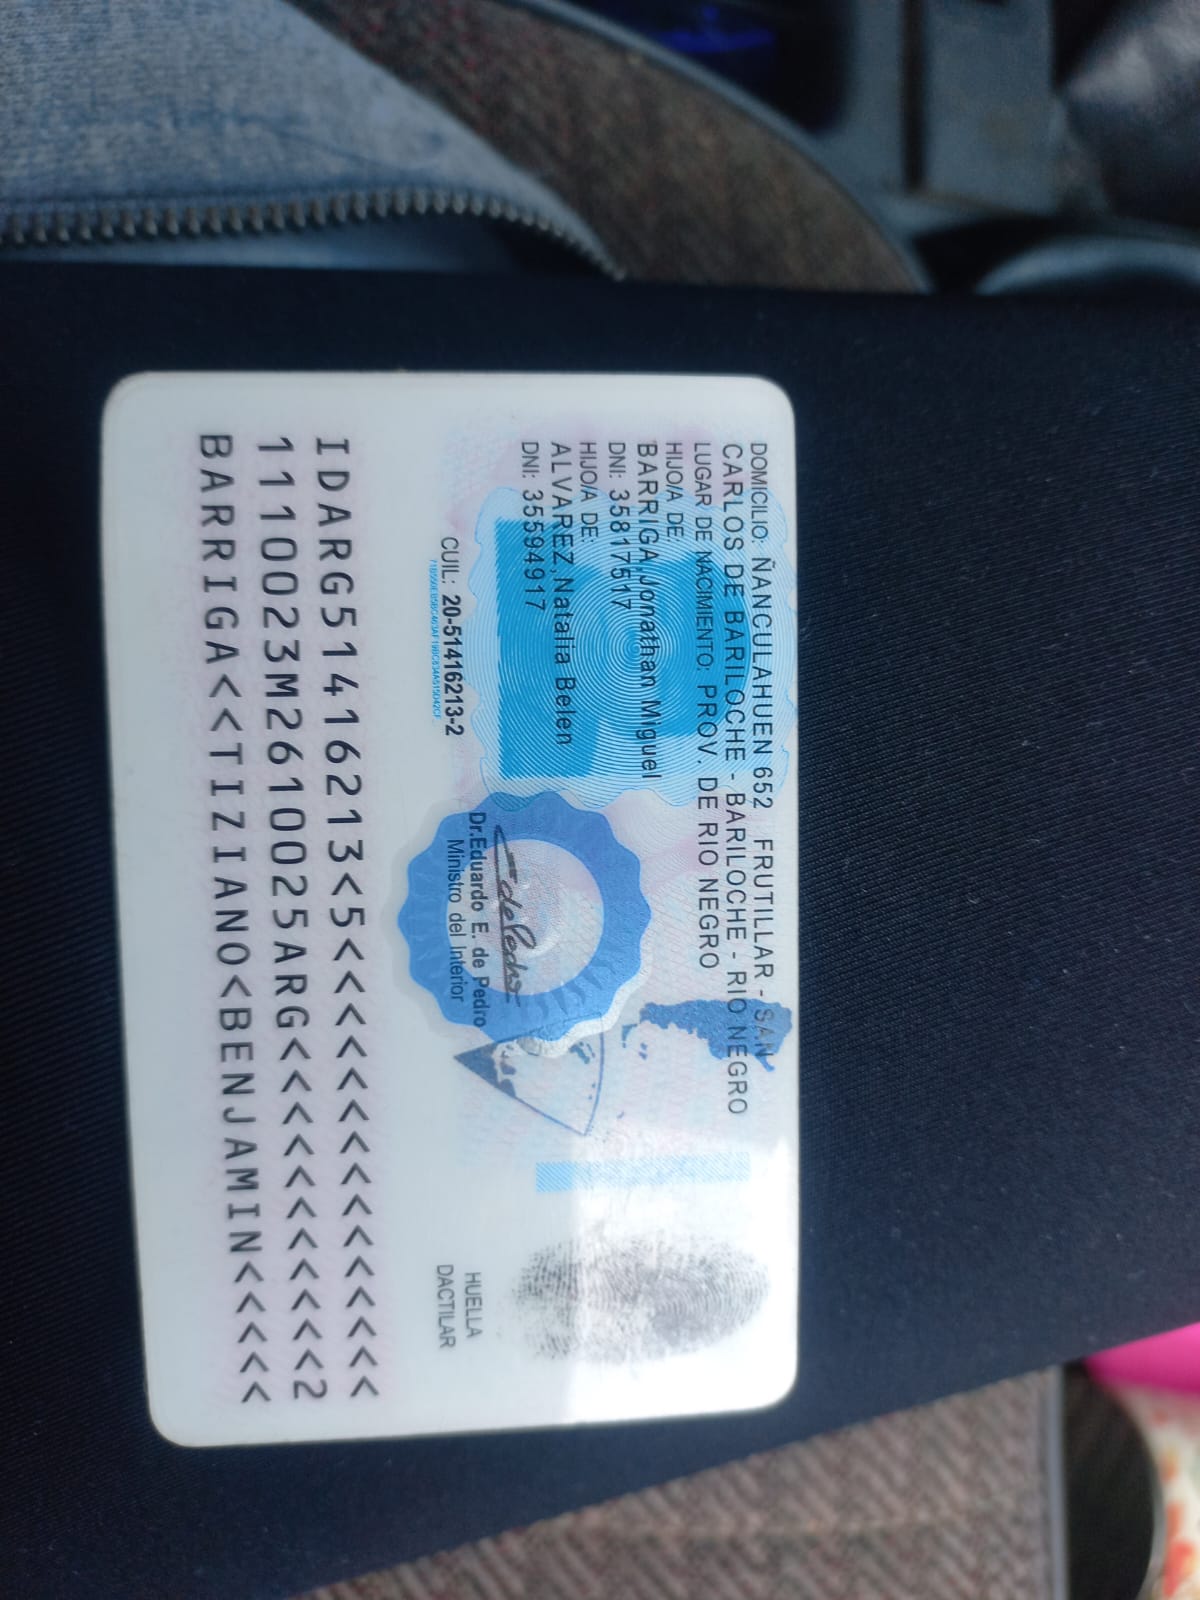 DOMICILIO: ÑANCULAHUEN 652 FRUTILLAR - SAN
CARLOS DE BARILOCHE - BARILOCHE - RIO NEGRO
LUGAR DE NACIMIENTO: PROV. DE RIO NEGRO
HIJO/A DE:
BARRIGA,Jonathan Miguel
DNI: 35817517
HIJO/A DE:
ALVAREZ,Natalia Belen
DNI: 35594917
CUIL: 20-51416213-2
Dr.Eduardo E. de Pedro
Ministro del Interior
HUELLA
DACTILAR
IDARG51416213<5<<<<<<<<<<<<<<<
1110023M2610025ARG<<<<<<<<<<<2
BARRIGA<<TIZIANO<BENJAMIN<<<<<